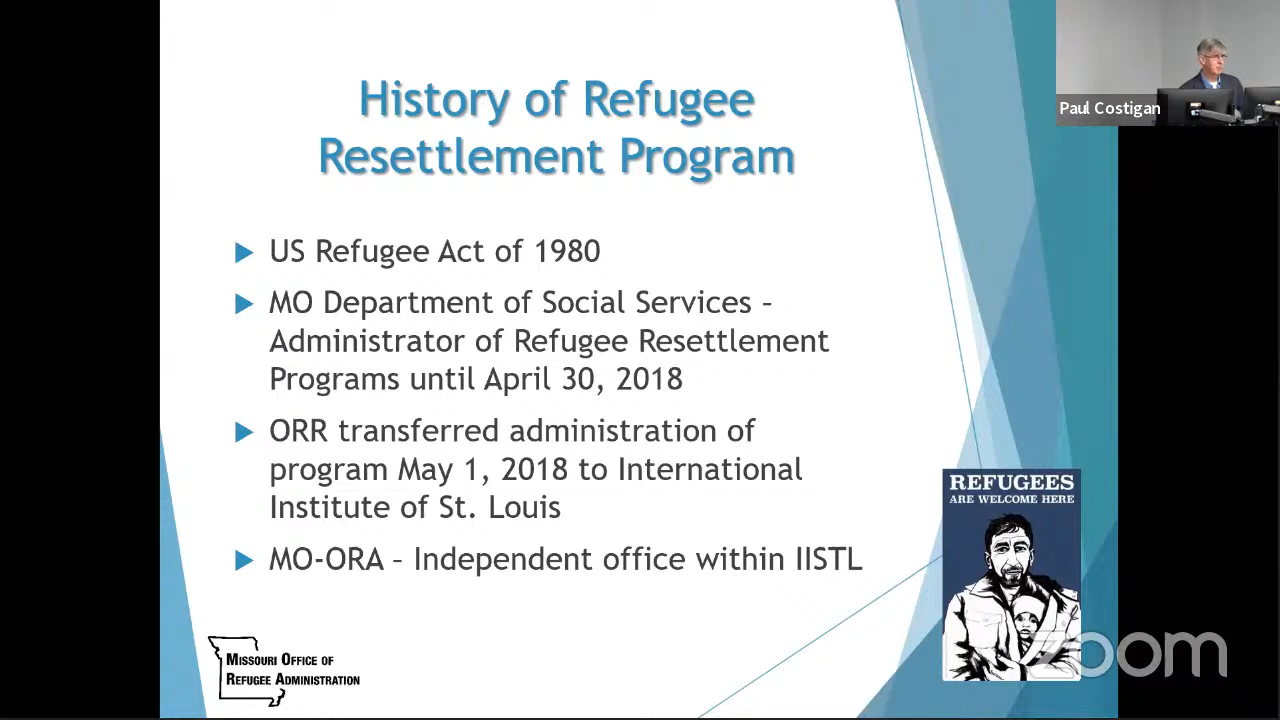 History of Refugee
Resettlement Program
Paul Costigan
US Refugee Act of 1980
MO Department of Social Services –
Administrator of Refugee Resettlement
Programs until April 30, 2018
ORR transferred administration of
program May 1, 2018 to International
Institute of St. Louis
MO-ORA – Independent office within IISTL
REFUGEES
ARE WELCOME HERE
MISSOURI OFFICE OF
REFUGEE ADMINISTRATION
zoom